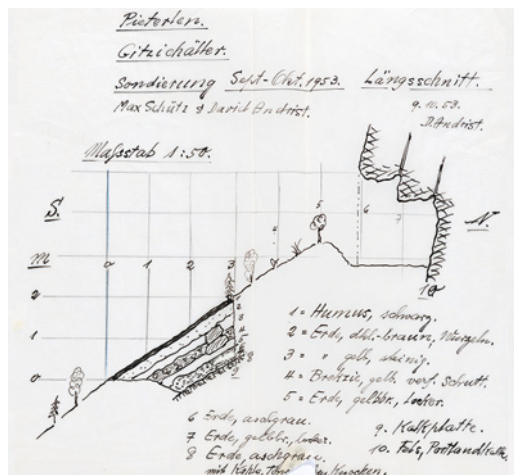 Pieterlen.
Gitzichälter.
Sondierung Sept-Okt. 1953.
Längsschnitt.
Max Schütz & David Andrist.
9. 10. 53
D. Andrist.
Maßstab 1:50.
S.
N.
m
0 1 2 3 4 5 6 7
2
1
0
10
1 = Humus, schwarz.
2 = Erde, dkl.-braun, Wurzeln.
3 = " gelb, steinig.
4 = Brekzie, gelb. verf. Schutt.
5 = Erde, gelbbr., locker.
6 Erde, aschgrau.
7 Erde, gelbbr., locker.
8 Erde, aschgrau.
mit Knochen.
9. Kalkplatte.
10. Fels, Portlandkalk.